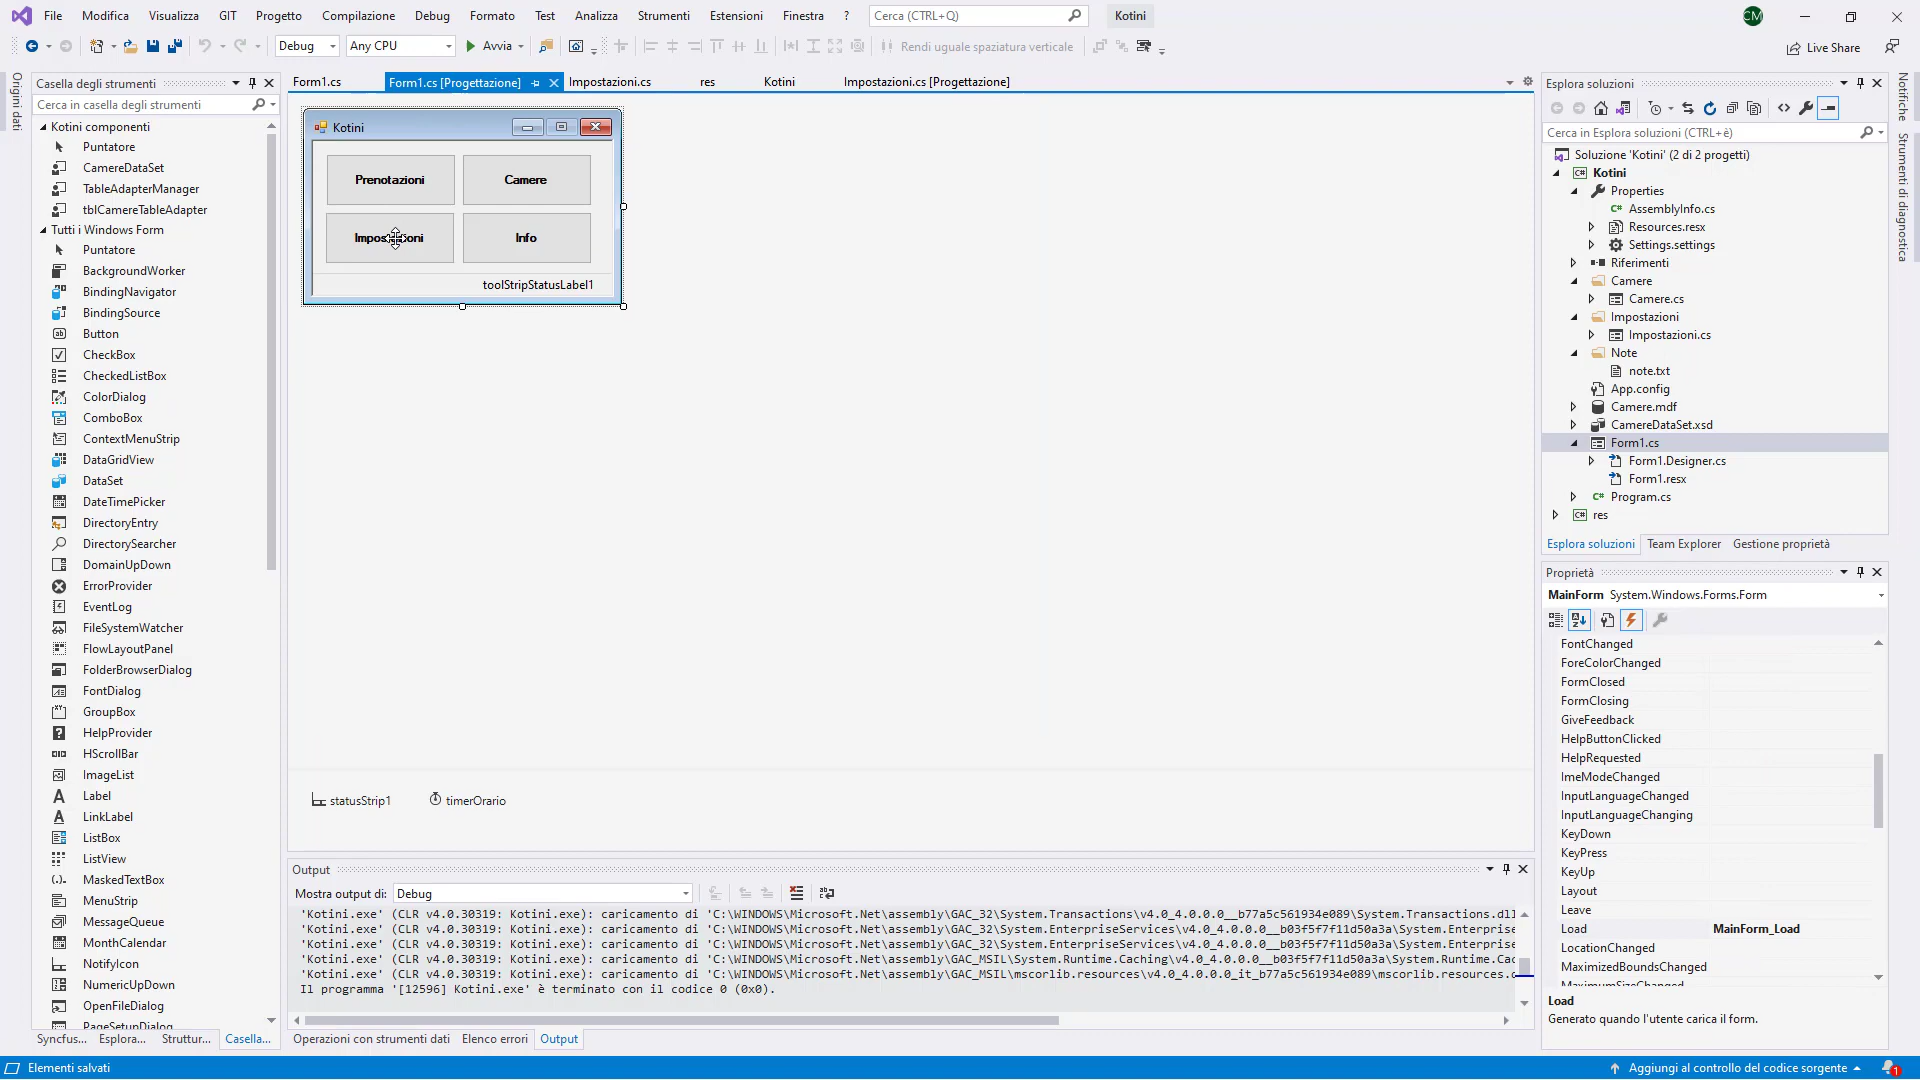 File Modifica Visualizza GIT Progetto Compilazione Debug Formato Test Analizza Strumenti Estensioni Finestra ? Cerca (CTRL+Q) Kotini CM
Debug Any CPU Avvia Rendi uguale spaziatura verticale Live Share
Origini dati
Casella degli strumenti
Cerca in casella degli strumenti
Kotini componenti
Puntatore
CamereDataSet
TableAdapterManager
tblCamereTableAdapter
Tutti i Windows Form
Puntatore
BackgroundWorker
BindingNavigator
BindingSource
Button
CheckBox
CheckedListBox
ColorDialog
ComboBox
ContextMenuStrip
DataGridView
DataSet
DateTimePicker
DirectoryEntry
DirectorySearcher
DomainUpDown
ErrorProvider
EventLog
FileSystemWatcher
FlowLayoutPanel
FolderBrowserDialog
FontDialog
GroupBox
HelpProvider
HScrollBar
ImageList
Label
LinkLabel
ListBox
ListView
MaskedTextBox
MenuStrip
MessageQueue
MonthCalendar
NotifyIcon
NumericUpDown
OpenFileDialog
PageSetupDialog
Syncfus... Esplora... Struttur... Casella...
Form1.cs Form1.cs [Progettazione] Impostazioni.cs res Kotini Impostazioni.cs [Progettazione]
Kotini
Prenotazioni Camere
Impostazioni Info
toolStripStatusLabel1
statusStrip1 timerOrario
Output
Mostra output di: Debug
'Kotini.exe' (CLR v4.0.30319: Kotini.exe): caricamento di 'C:\WINDOWS\Microsoft.Net\assembly\GAC_32\System.Transactions\v4.0_4.0.0.0__b77a5c561934e089\System.Transactions.dll
'Kotini.exe' (CLR v4.0.30319: Kotini.exe): caricamento di 'C:\WINDOWS\Microsoft.Net\assembly\GAC_32\System.EnterpriseServices\v4.0_4.0.0.0__b03f5f7f11d50a3a\System.Enterprise
'Kotini.exe' (CLR v4.0.30319: Kotini.exe): caricamento di 'C:\WINDOWS\Microsoft.Net\assembly\GAC_32\System.EnterpriseServices\v4.0_4.0.0.0__b03f5f7f11d50a3a\System.Enterprise
'Kotini.exe' (CLR v4.0.30319: Kotini.exe): caricamento di 'C:\WINDOWS\Microsoft.Net\assembly\GAC_MSIL\System.Runtime.Caching\v4.0_4.0.0.0__b03f5f7f11d50a3a\System.Runtime.Cac
'Kotini.exe' (CLR v4.0.30319: Kotini.exe): caricamento di 'C:\WINDOWS\Microsoft.Net\assembly\GAC_MSIL\mscorlib.resources\v4.0_4.0.0.0_it_b77a5c561934e089\mscorlib.resources.d
Il programma '[12596] Kotini.exe' è terminato con il codice 0 (0x0).
Operazioni con strumenti dati Elenco errori Output
Esplora soluzioni
Cerca in Esplora soluzioni (CTRL+è)
Soluzione 'Kotini' (2 di 2 progetti)
Kotini
Properties
AssemblyInfo.cs
Resources.resx
Settings.settings
Riferimenti
Camere
Camere.cs
Impostazioni
Impostazioni.cs
Note
note.txt
App.config
Camere.mdf
CamereDataSet.xsd
Form1.cs
Form1.Designer.cs
Form1.resx
Program.cs
res
Esplora soluzioni Team Explorer Gestione proprietà
Proprietà
MainForm System.Windows.Forms.Form
FontChanged
ForeColorChanged
FormClosed
FormClosing
GiveFeedback
HelpButtonClicked
HelpRequested
ImeModeChanged
InputLanguageChanged
InputLanguageChanging
KeyDown
KeyPress
KeyUp
Layout
Leave
Load MainForm_Load
LocationChanged
MaximizedBoundsChanged
MaximumSizeChanged
Load
Generato quando l'utente carica il form.
Notifiche
Strumenti di diagnostica
Elementi salvati Aggiungi al controllo del codice sorgente 1